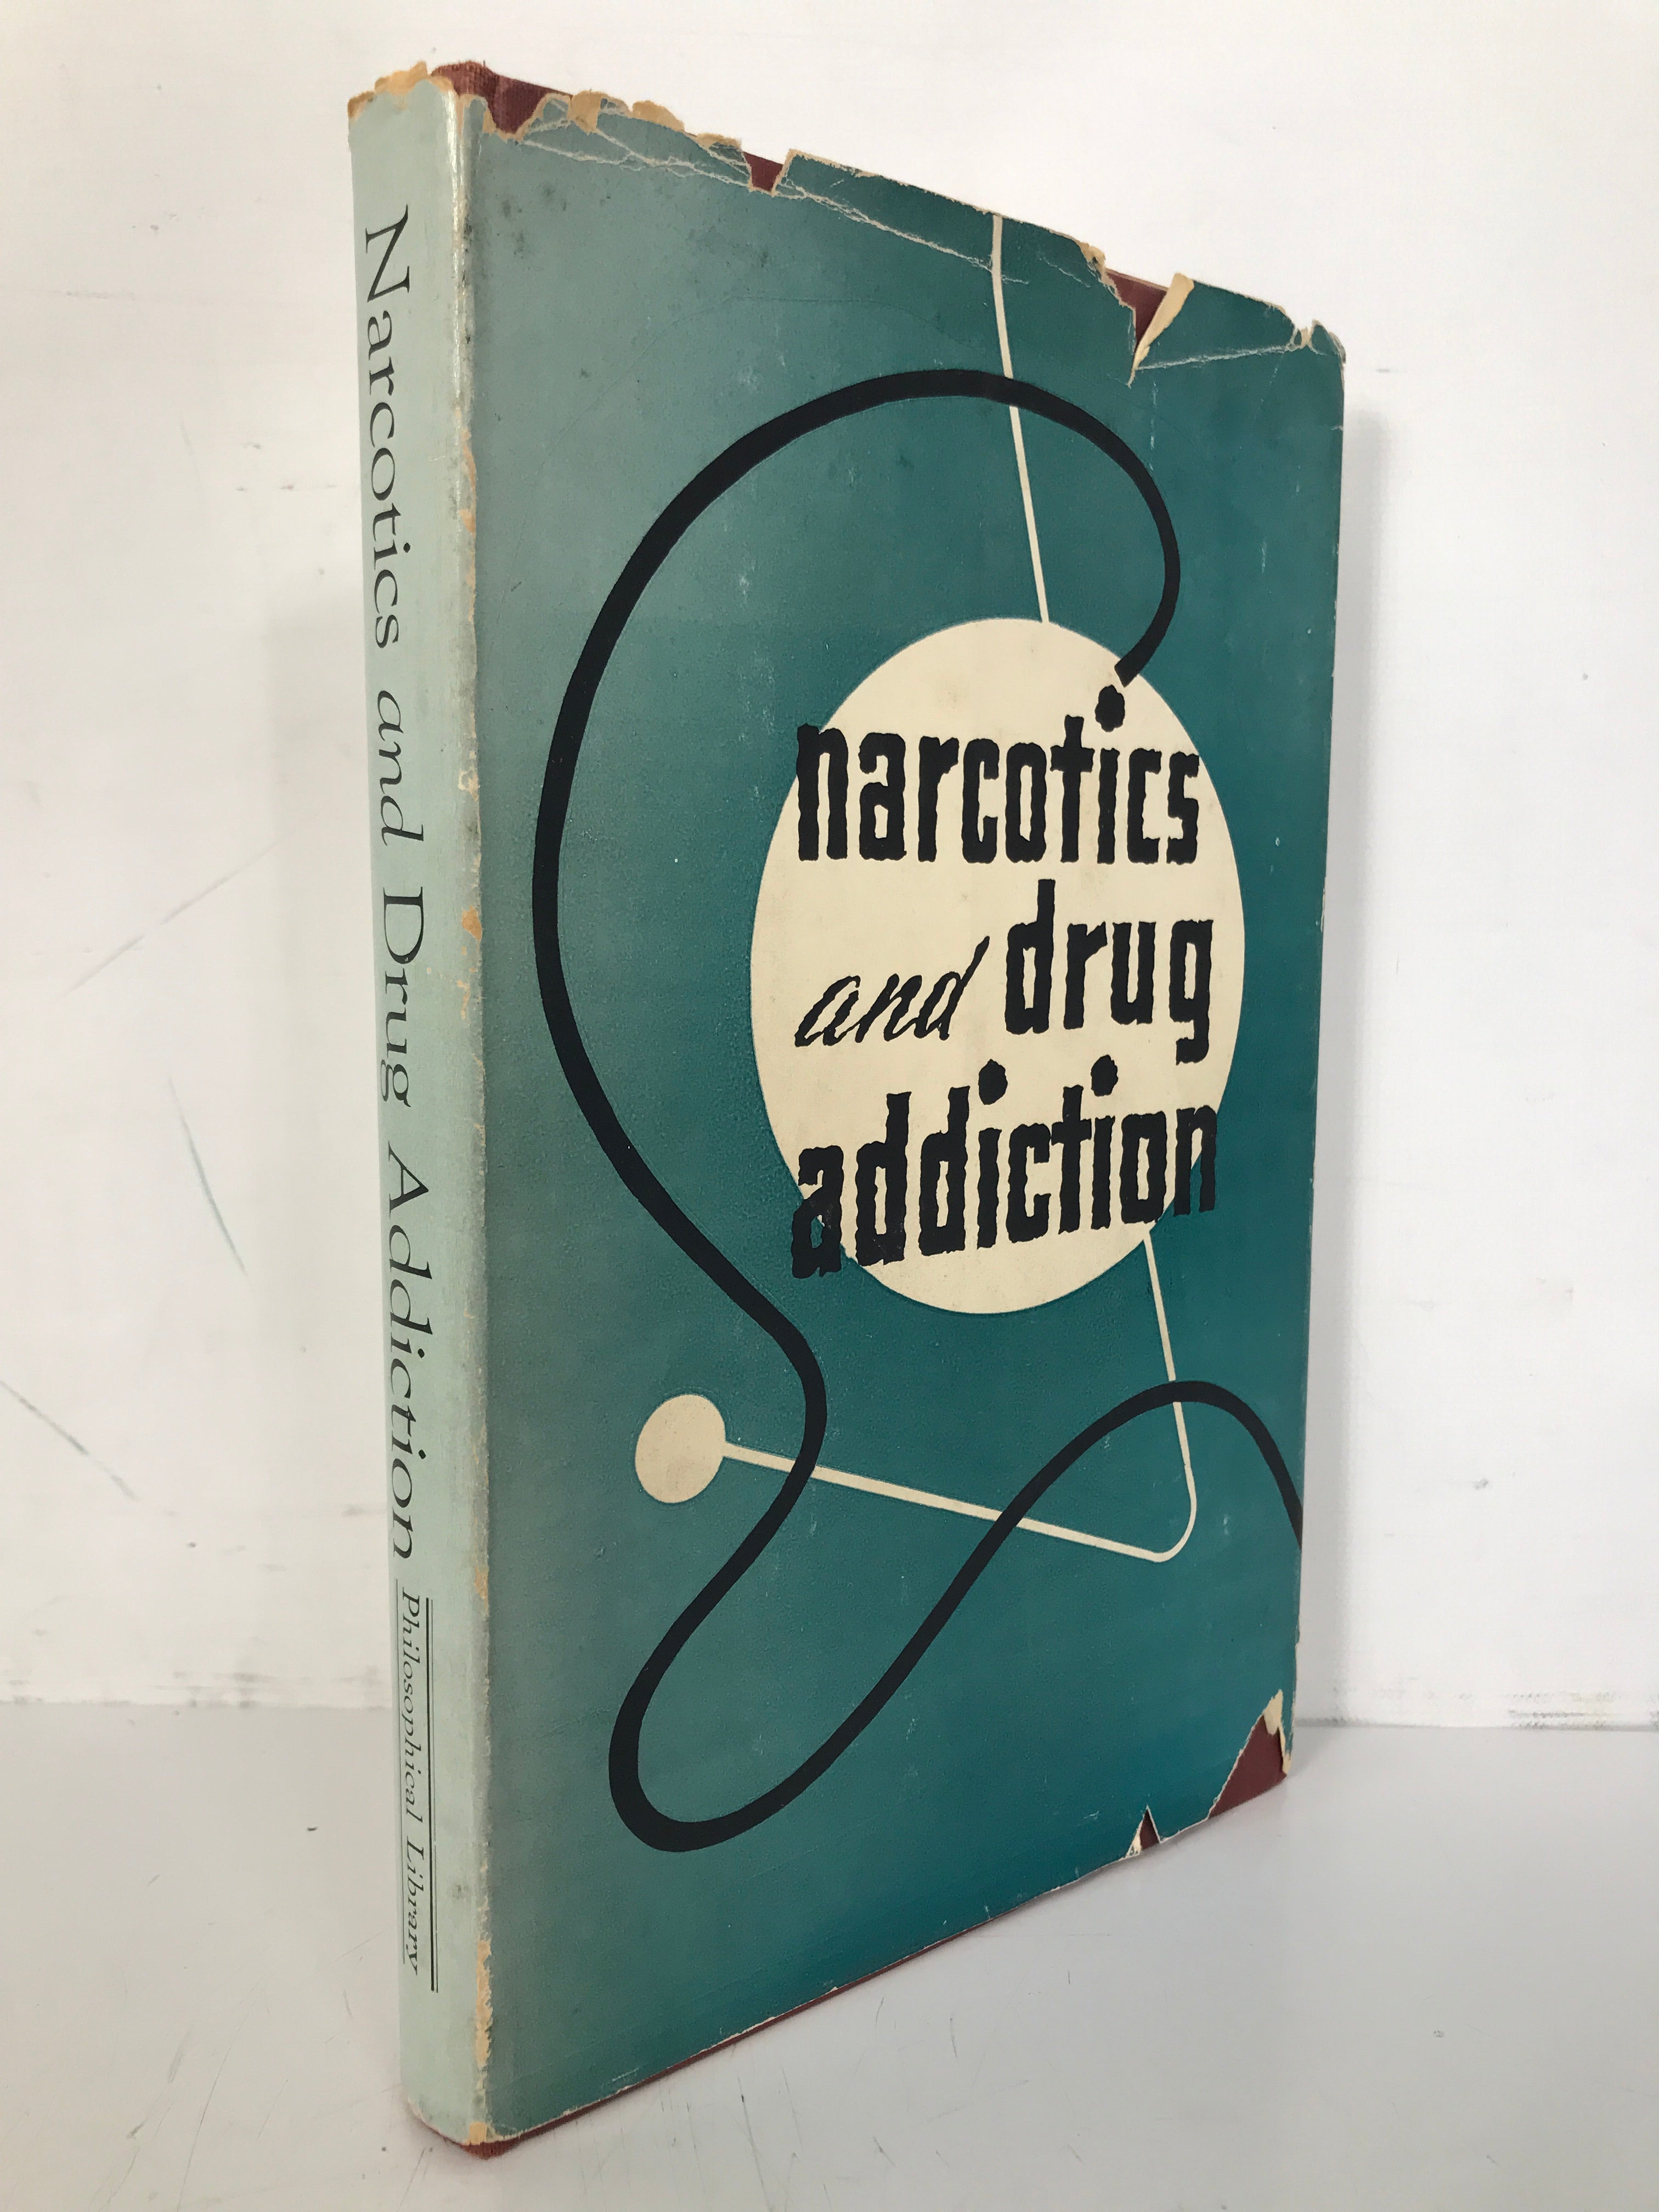 Narcotics and Drug Addiction
Philosophical Library
narcotics
and drug
addiction